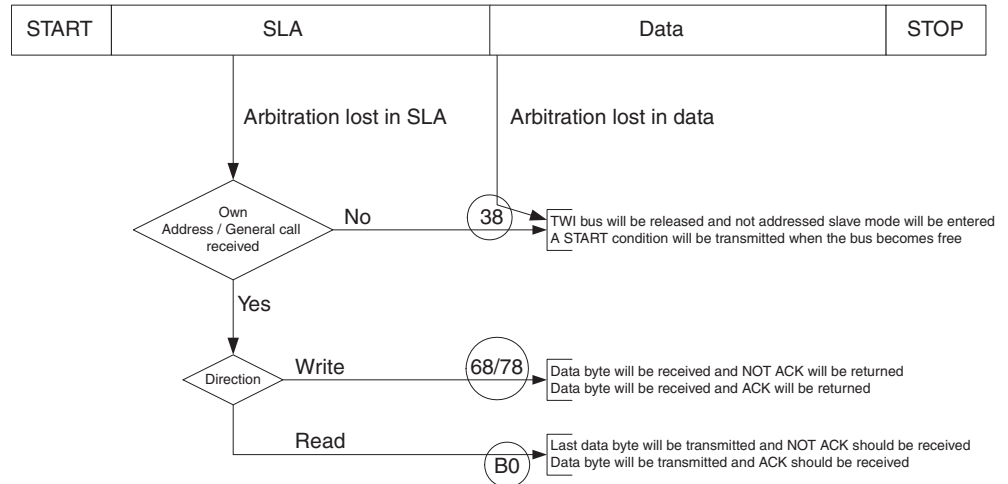 START SLA Data STOP
Arbitration lost in SLA Arbitration lost in data
Own
Address / General call
received
No
38
TWI bus will be released and not addressed slave mode will be entered
A START condition will be transmitted when the bus becomes free
Yes
Direction
Write
68/78
Data byte will be received and NOT ACK will be returned
Data byte will be received and ACK will be returned
Read
B0
Last data byte will be transmitted and NOT ACK should be received
Data byte will be transmitted and ACK should be received